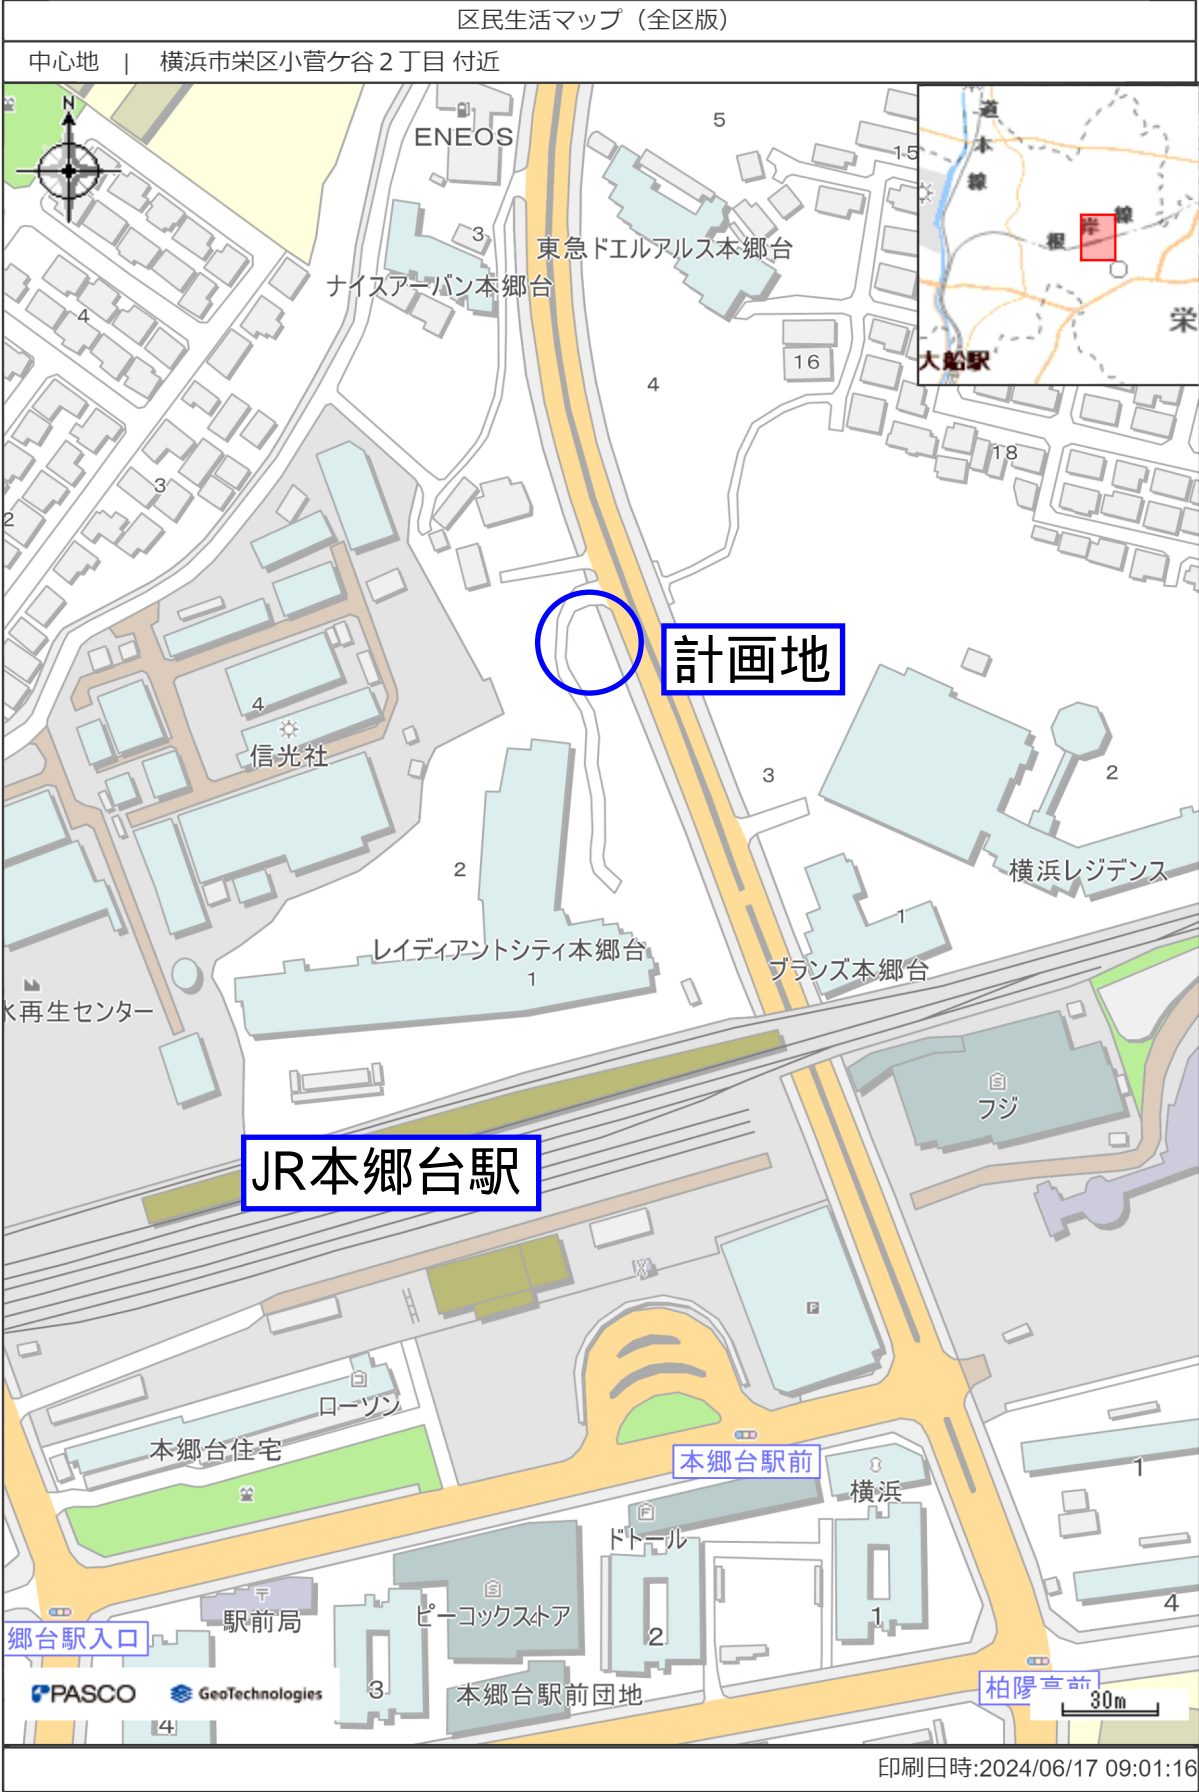 区民生活マップ（全区版）
中心地 | 横浜市栄区小菅ケ谷２丁目 付近
N
ENEOS
5
15
道本線
根岸線
栄
大船駅
3
東急ドエルアルス本郷台
ナイスアーバン本郷台
4
16
4
18
3
2
計画地
4
信光社
3
2
2
横浜レジデンス
1
レイディアントシティ本郷台
1
ブランズ本郷台
水再生センター
フジ
JR本郷台駅
P
ローソン
本郷台住宅
本郷台駅前
横浜
1
ドトール
駅前局
ピーコックストア
2
1
4
郷台駅入口
3
本郷台駅前団地
柏陽高前
4
PASCO
GeoTechnologies
30m
印刷日時:2024/06/17 09:01:16